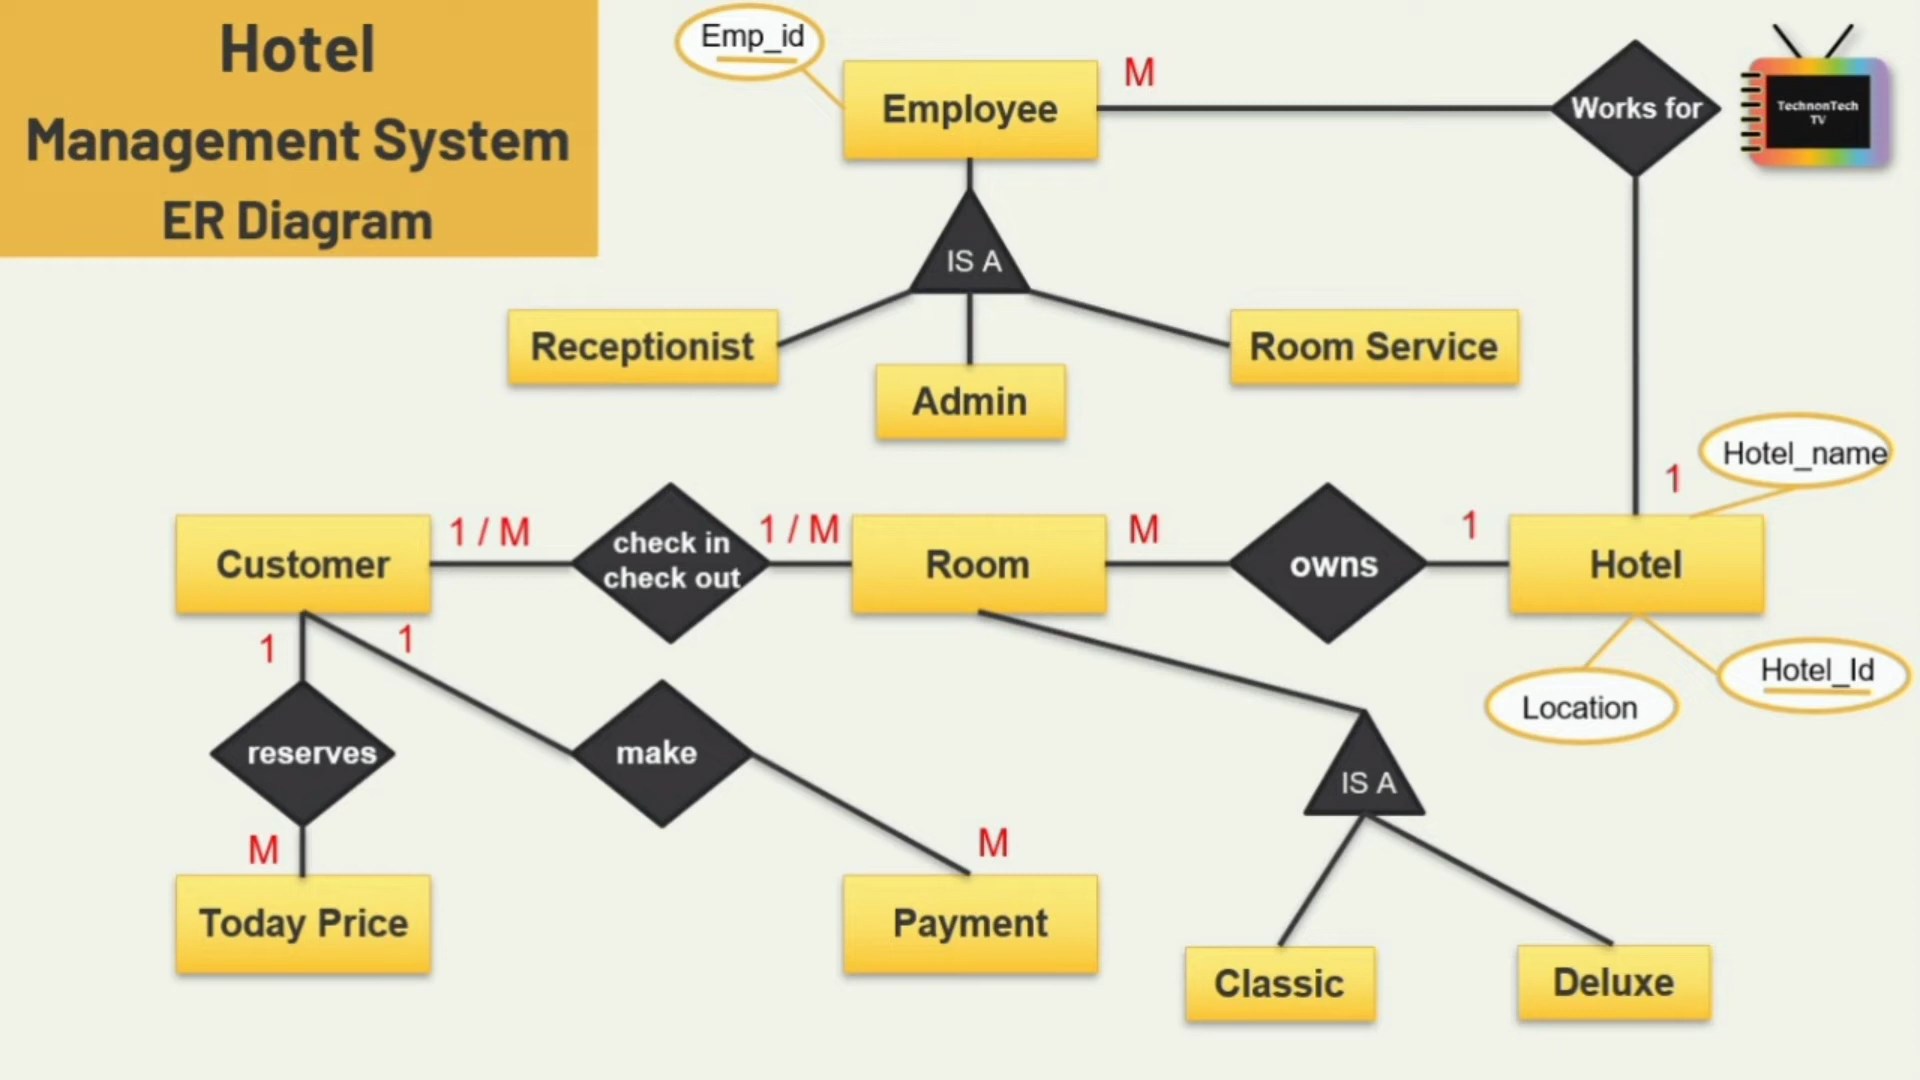 Hotel
Management System
ER Diagram
Emp_id
Employee
M
Works for
TechnonTech
TV
IS A
Receptionist
Admin
Room Service
Hotel_name
1
Customer
1 / M
check in
check out
1 / M
Room
M
owns
1
Hotel
1
1
reserves
make
IS A
Location
Hotel_Id
M
M
Today Price
Payment
Classic
Deluxe